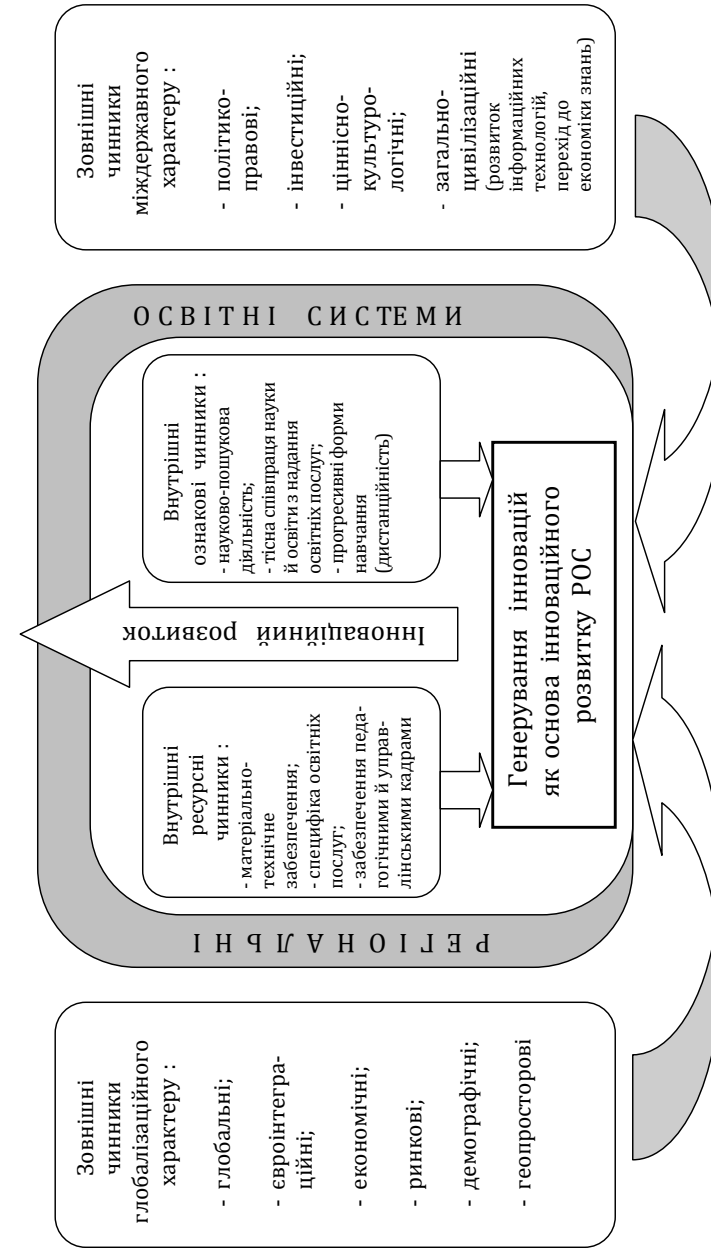 Зовнішні
чинники
глобалізаційного
характеру :
- глобальні;
- євроінтегра-
ційні;
- економічні;
- ринкові;
- демографічні;
- геопросторові
РЕГІОНАЛЬНІ
Внутрішні
ресурсні
чинники :
- матеріально-
технічне
забезпечення;
- специфіка освітніх
послуг;
- забезпечення педа-
гогічними й управ-
лінськими кадрами
Інноваційний розвиток
Внутрішні
ознакові чинники :
- науково-пошукова
діяльність;
- тісна співпраця науки
й освіти з надання
освітніх послуг;
- прогресивні форми
навчання
(дистанційність)
ОСВІТНІ СИСТЕМИ
Генерування інновацій
як основа інноваційного
розвитку РОС
Зовнішні
чинники
міждержавного
характеру :
- політико-
правові;
- інвестиційні;
- ціннісно-
культуро-
логічні;
- загально-
цивілізаційні
(розвиток
інформаційних
технологій,
перехід до
економіки знань)